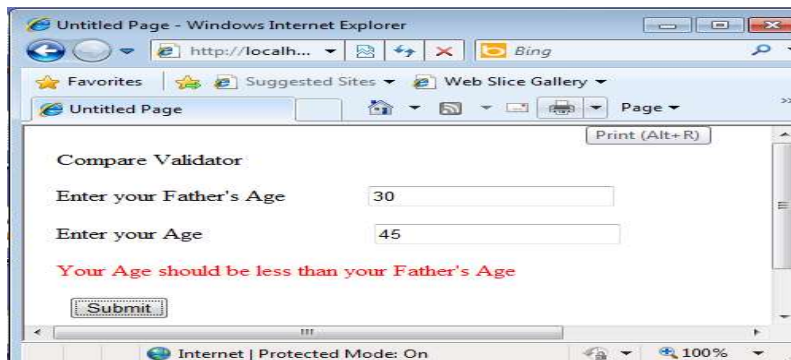 Untitled Page - Windows Internet Explorer
http://localh...
Bing
Favorites
Suggested Sites
Web Slice Gallery
Untitled Page
Page
>>
Print (Alt+R)
Compare Validator
Enter your Father's Age 30
Enter your Age 45
Your Age should be less than your Father's Age
Submit
Internet | Protected Mode: On
100%